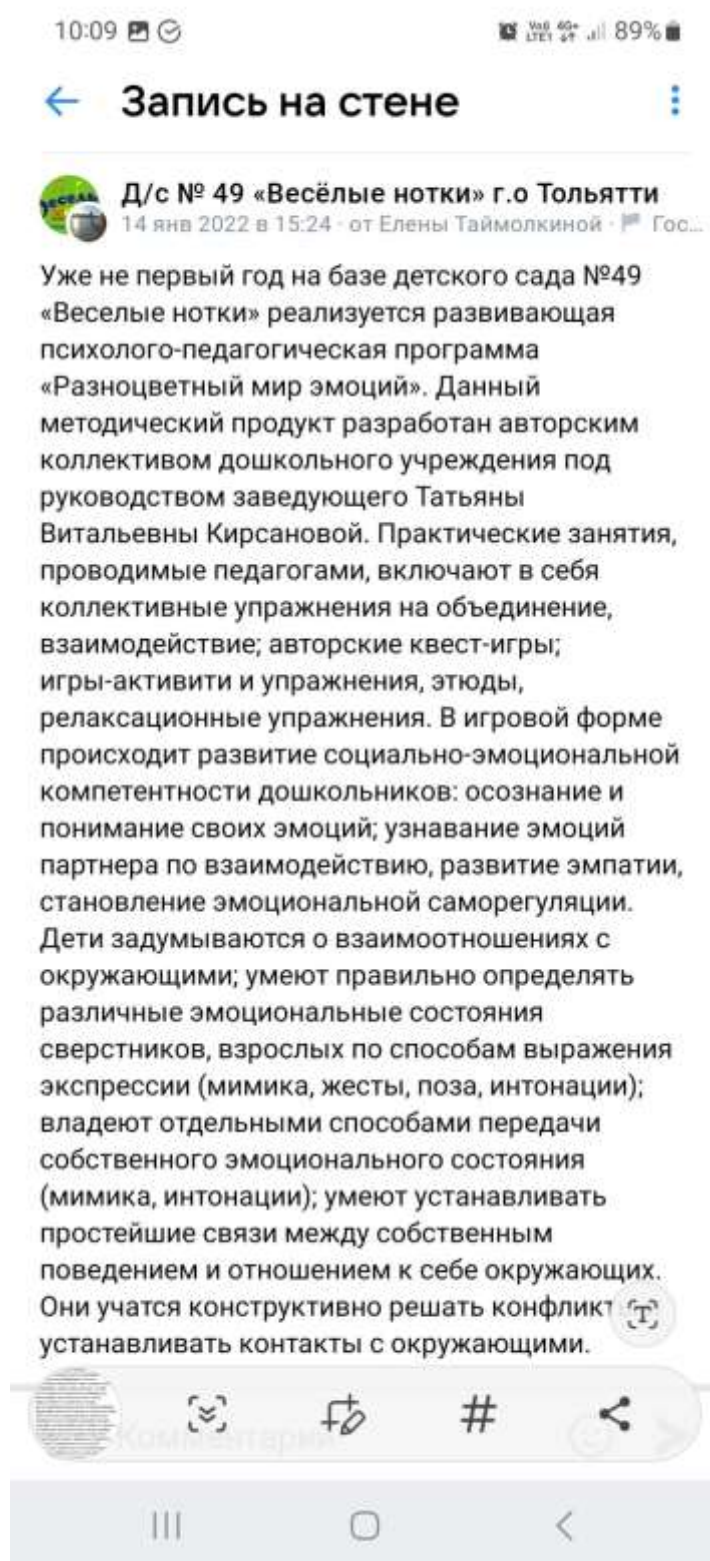 10:09
89%
Запись на стене
Д/с № 49 «Весёлые нотки» г.о Тольятти
14 янв 2022 в 15:24 · от Елены Таймолкиной · Гос...
Уже не первый год на базе детского сада №49
«Веселые нотки» реализуется развивающая
психолого-педагогическая программа
«Разноцветный мир эмоций». Данный
методический продукт разработан авторским
коллективом дошкольного учреждения под
руководством заведующего Татьяны
Витальевны Кирсановой. Практические занятия,
проводимые педагогами, включают в себя
коллективные упражнения на объединение,
взаимодействие; авторские квест-игры;
игры-активити и упражнения, этюды,
релаксационные упражнения. В игровой форме
происходит развитие социально-эмоциональной
компетентности дошкольников: осознание и
понимание своих эмоций; узнавание эмоций
партнера по взаимодействию, развитие эмпатии,
становление эмоциональной саморегуляции.
Дети задумываются о взаимоотношениях с
окружающими; умеют правильно определять
различные эмоциональные состояния
сверстников, взрослых по способам выражения
экспрессии (мимика, жесты, поза, интонации);
владеют отдельными способами передачи
собственного эмоционального состояния
(мимика, интонации); умеют устанавливать
простейшие связи между собственным
поведением и отношением к себе окружающих.
Они учатся конструктивно решать конфликт
устанавливать контакты с окружающими.
Комментарий